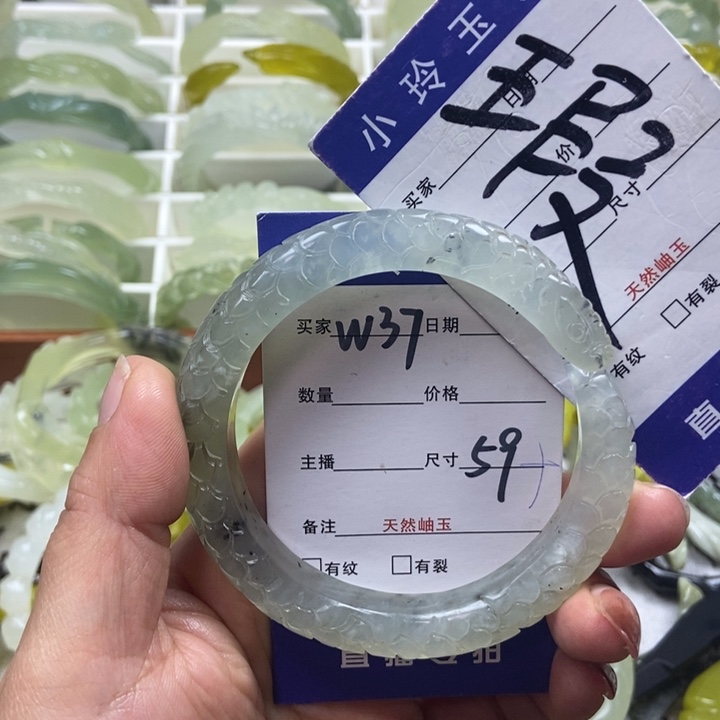 小玲玉
瑕
日期
价
买家
尺寸
天然岫玉
□有裂
有纹
直
买家 W37 日期
数量 价格
主播 尺寸 59
备注 天然岫玉
□有纹 □有裂